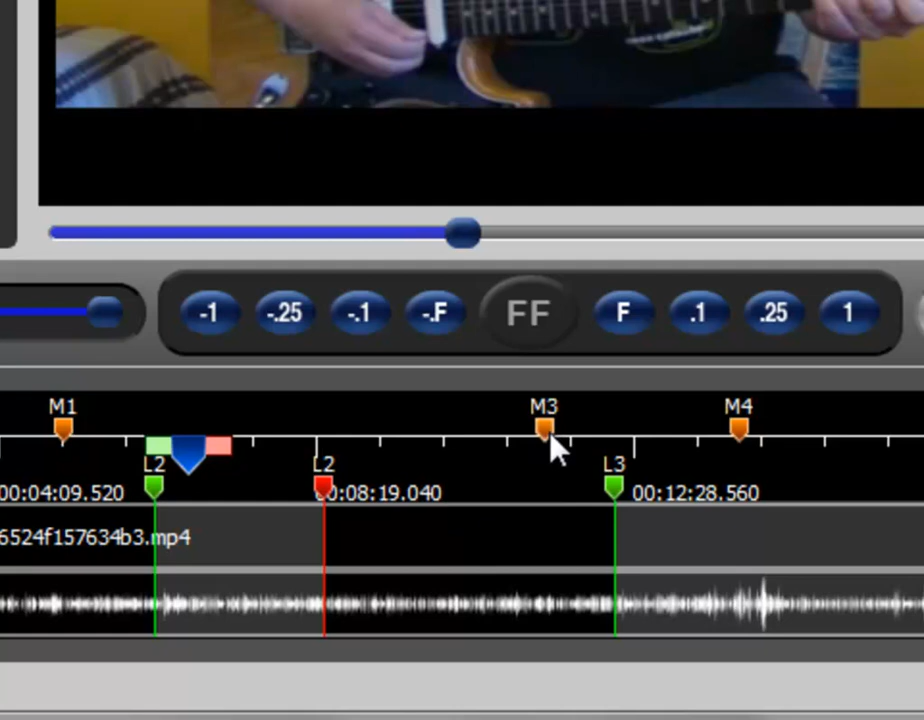 -1 -.25 -.1 -.F FF F .1 .25 1
M1 M3 M4
L2 L2 L3
00:04:09.520 00:08:19.040 00:12:28.560
6524f157634b3.mp4